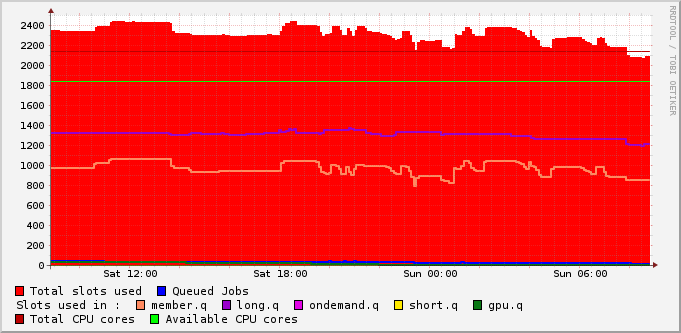 RRDTOOL / TOBI OETIKER
2400
2200
2000
1800
1600
1400
1200
1000
800
600
400
200
0
Sat 12:00 Sat 18:00 Sun 00:00 Sun 06:00
Total slots used Queued Jobs
Slots used in : member.q long.q ondemand.q short.q gpu.q
Total CPU cores Available CPU cores